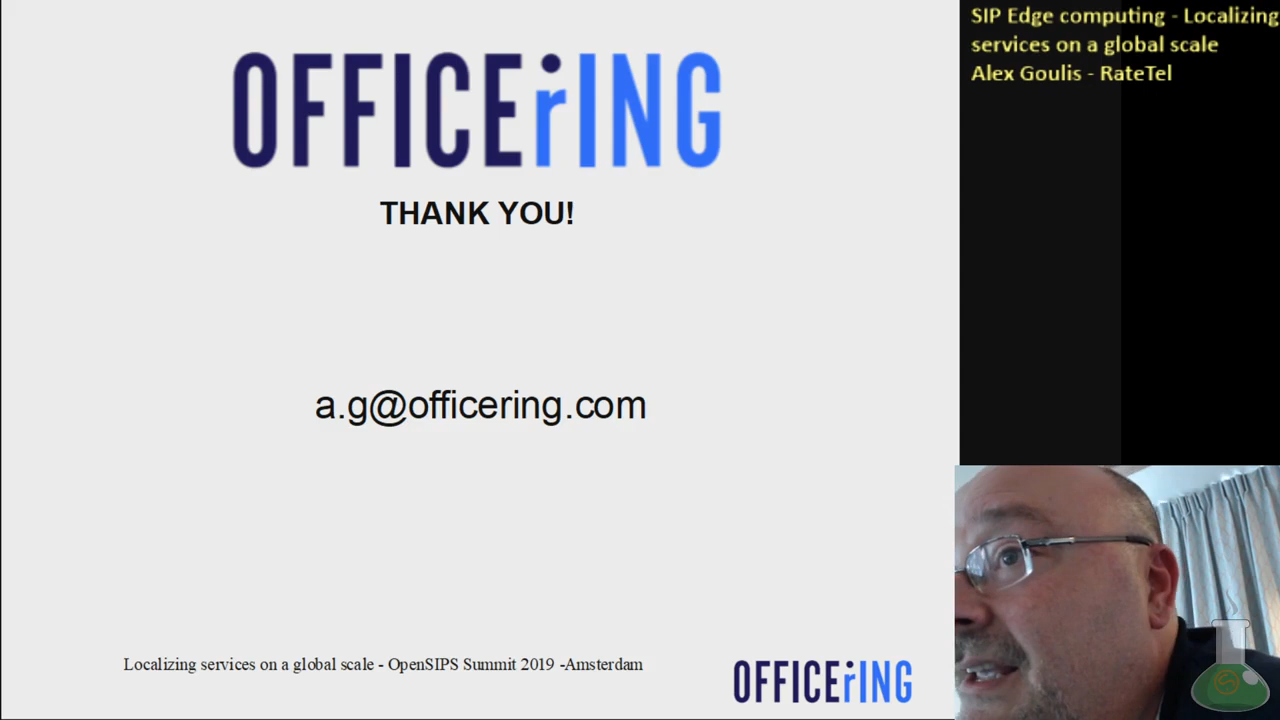 OFFICErING
THANK YOU!
a.g@officering.com
Localizing services on a global scale - OpenSIPS Summit 2019 -Amsterdam
OFFICErING
SIP Edge computing - Localizing
services on a global scale
Alex Goulis - RateTel